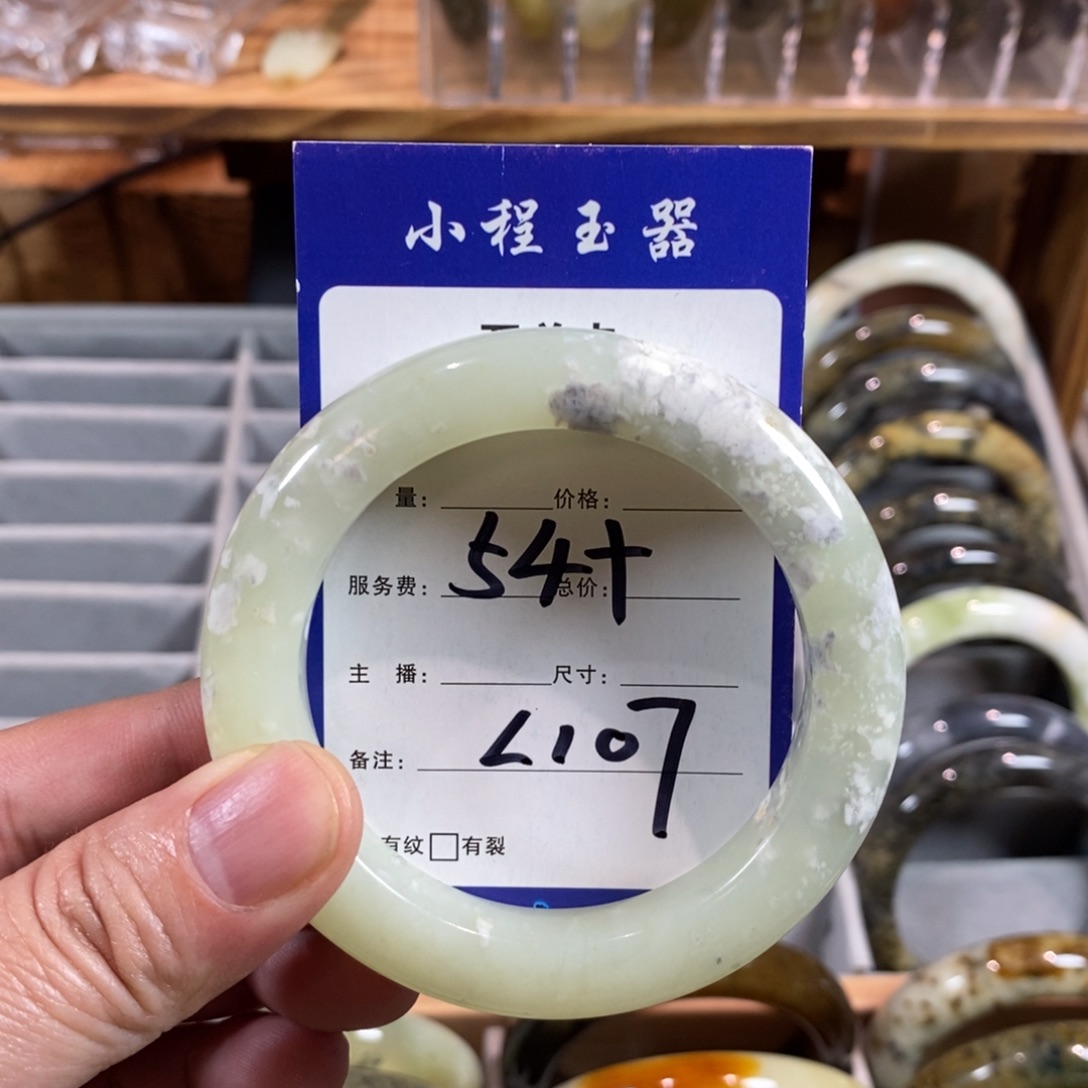 小程玉器
量：价格：
54+
服务费：总价：
主 播：尺寸：
L107
备注：
有纹□有裂